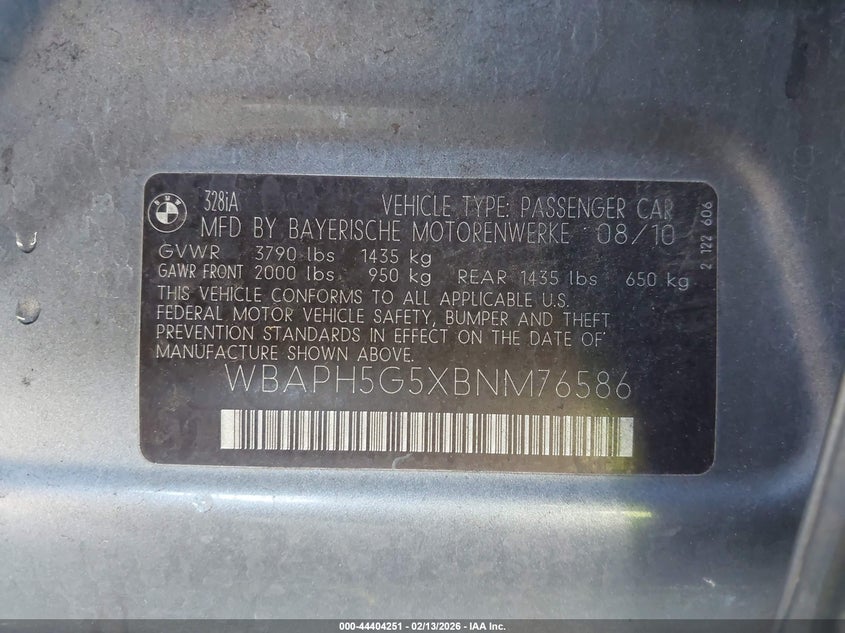 BMW
328iA VEHICLE TYPE: PASSENGER CAR
MFD BY BAYERISCHE MOTORENWERKE 08/10
GVWR 3790 lbs 1435 kg
GAWR FRONT 2000 lbs 950 kg REAR 1435 lbs 650 kg
THIS VEHICLE CONFORMS TO ALL APPLICABLE U.S.
FEDERAL MOTOR VEHICLE SAFETY, BUMPER AND THEFT
PREVENTION STANDARDS IN EFFECT ON THE DATE OF
MANUFACTURE SHOWN ABOVE.
WBAPH5G5XBNM76586
2 122 606
000-44404251 - 02/13/2026 - IAA Inc.